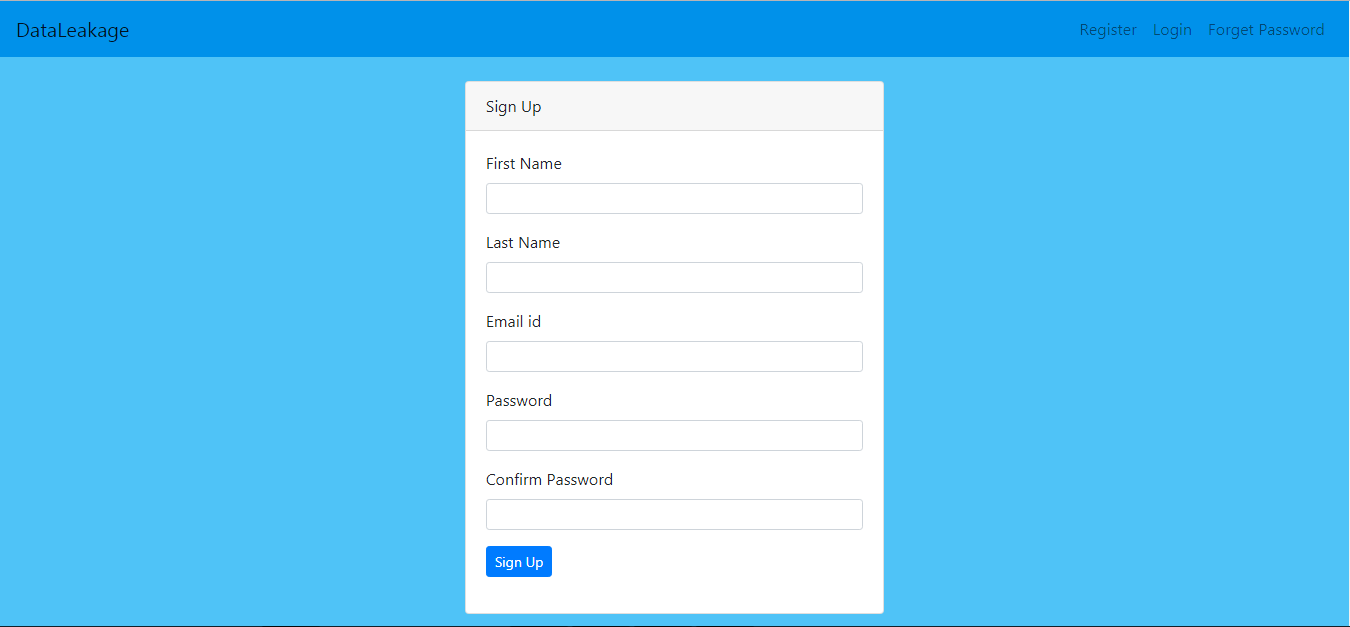 DataLeakage Register Login Forget Password
Sign Up
First Name
Last Name
Email id
Password
Confirm Password
Sign Up